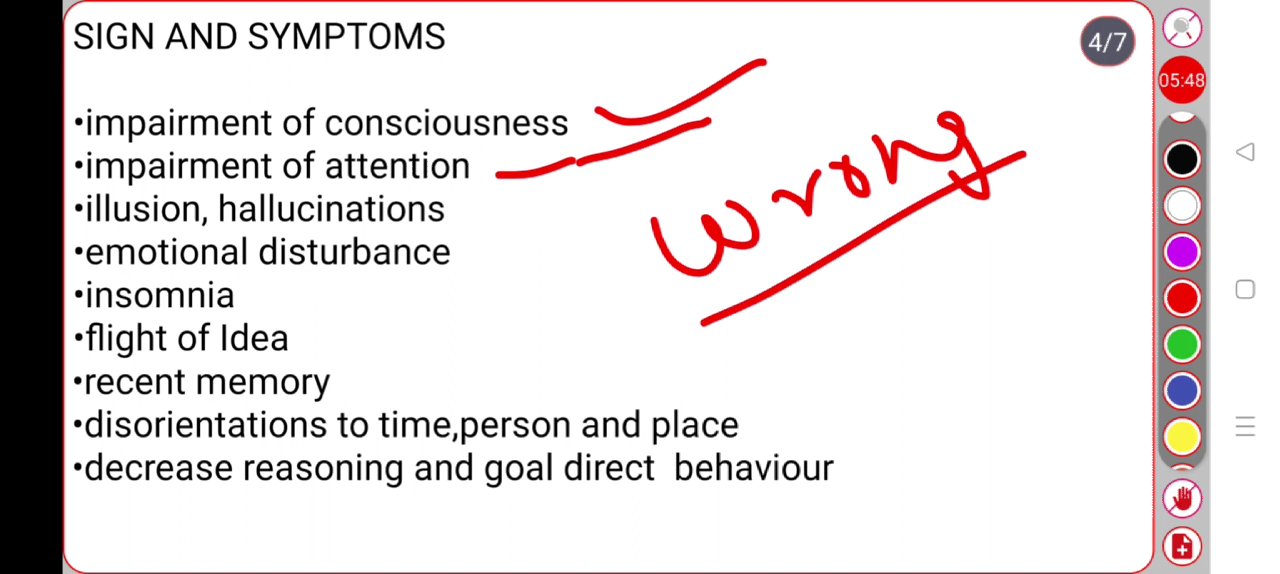 SIGN AND SYMPTOMS
4/7
05:48
•impairment of consciousness
•impairment of attention
wrong
•illusion, hallucinations
•emotional disturbance
•insomnia
•flight of Idea
•recent memory
•disorientations to time,person and place
•decrease reasoning and goal direct behaviour